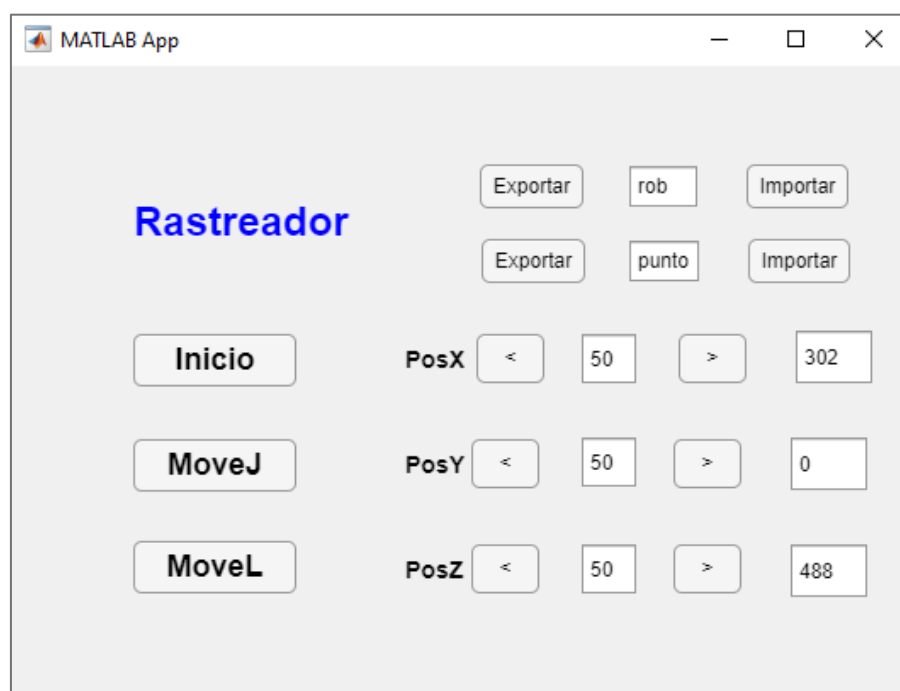 MATLAB App
Exportar rob Importar
Rastreador
Exportar punto Importar
Inicio PosX < 50 > 302
MoveJ PosY < 50 > 0
MoveL PosZ < 50 > 488